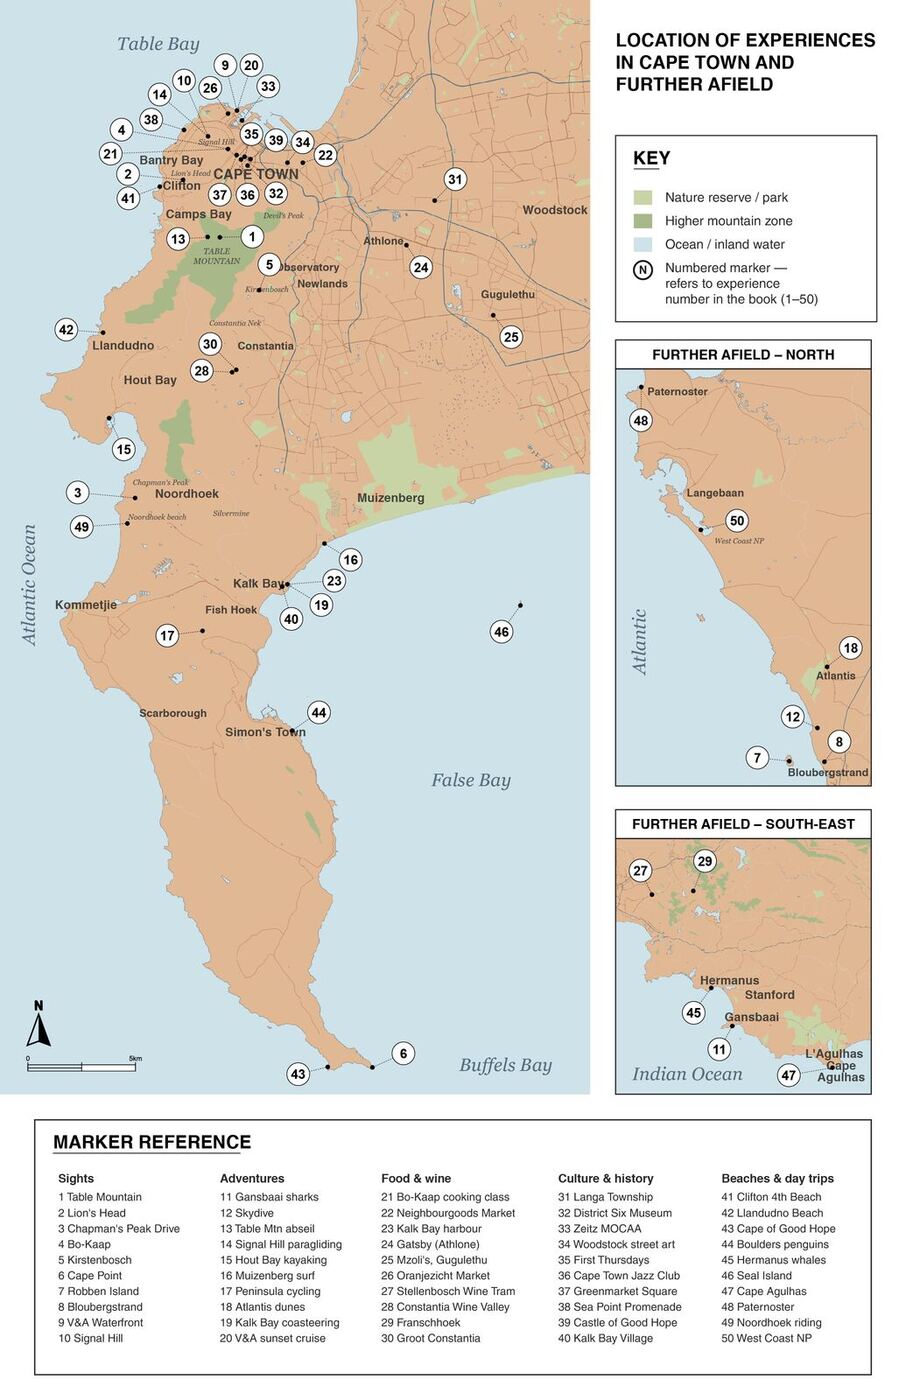 LOCATION OF EXPERIENCES
IN CAPE TOWN AND
FURTHER AFIELD
Table Bay
9
20
10
26
33
14
38
4
35
39
34
21
22
Signal Hill
Bantry Bay
2
Lion's Head
CAPE TOWN
41
Clifton
37
36
32
31
Camps Bay
Devil's Peak
Woodstock
13
1
Athlone
TABLE
MOUNTAIN
5
Observatory
24
Kirstenbosch
Newlands
Gugulethu
42
Constantia Nek
25
Llandudno
30
Constantia
28
Hout Bay
15
Chapman's Peak
3
Noordhoek
Muizenberg
49
Noordhoek beach
Silvermine
Atlantic Ocean
16
Kalk Bay
23
Kommetjie
19
Fish Hoek
40
17
46
Scarborough
44
Simon's Town
False Bay
N
0
5km
43
6
Buffels Bay
KEY
Nature reserve / park
Higher mountain zone
Ocean / inland water
N
Numbered marker —
refers to experience
number in the book (1–50)
FURTHER AFIELD – NORTH
Paternoster
48
Langebaan
50
West Coast NP
Atlantic
18
Atlantis
12
8
7
Bloubergstrand
FURTHER AFIELD – SOUTH-EAST
27
29
Hermanus
Stanford
45
Gansbaai
11
L'Agulhas
Cape
Agulhas
47
Indian Ocean
MARKER REFERENCE
Sights
1 Table Mountain
2 Lion's Head
3 Chapman's Peak Drive
4 Bo-Kaap
5 Kirstenbosch
6 Cape Point
7 Robben Island
8 Bloubergstrand
9 V&A Waterfront
10 Signal Hill
Adventures
11 Gansbaai sharks
12 Skydive
13 Table Mtn abseil
14 Signal Hill paragliding
15 Hout Bay kayaking
16 Muizenberg surf
17 Peninsula cycling
18 Atlantis dunes
19 Kalk Bay coasteering
20 V&A sunset cruise
Food & wine
21 Bo-Kaap cooking class
22 Neighbourgoods Market
23 Kalk Bay harbour
24 Gatsby (Athlone)
25 Mzoli's, Gugulethu
26 Oranjezicht Market
27 Stellenbosch Wine Tram
28 Constantia Wine Valley
29 Franschhoek
30 Groot Constantia
Culture & history
31 Langa Township
32 District Six Museum
33 Zeitz MOCAA
34 Woodstock street art
35 First Thursdays
36 Cape Town Jazz Club
37 Greenmarket Square
38 Sea Point Promenade
39 Castle of Good Hope
40 Kalk Bay Village
Beaches & day trips
41 Clifton 4th Beach
42 Llandudno Beach
43 Cape of Good Hope
44 Boulders penguins
45 Hermanus whales
46 Seal Island
47 Cape Agulhas
48 Paternoster
49 Noordhoek riding
50 West Coast NP